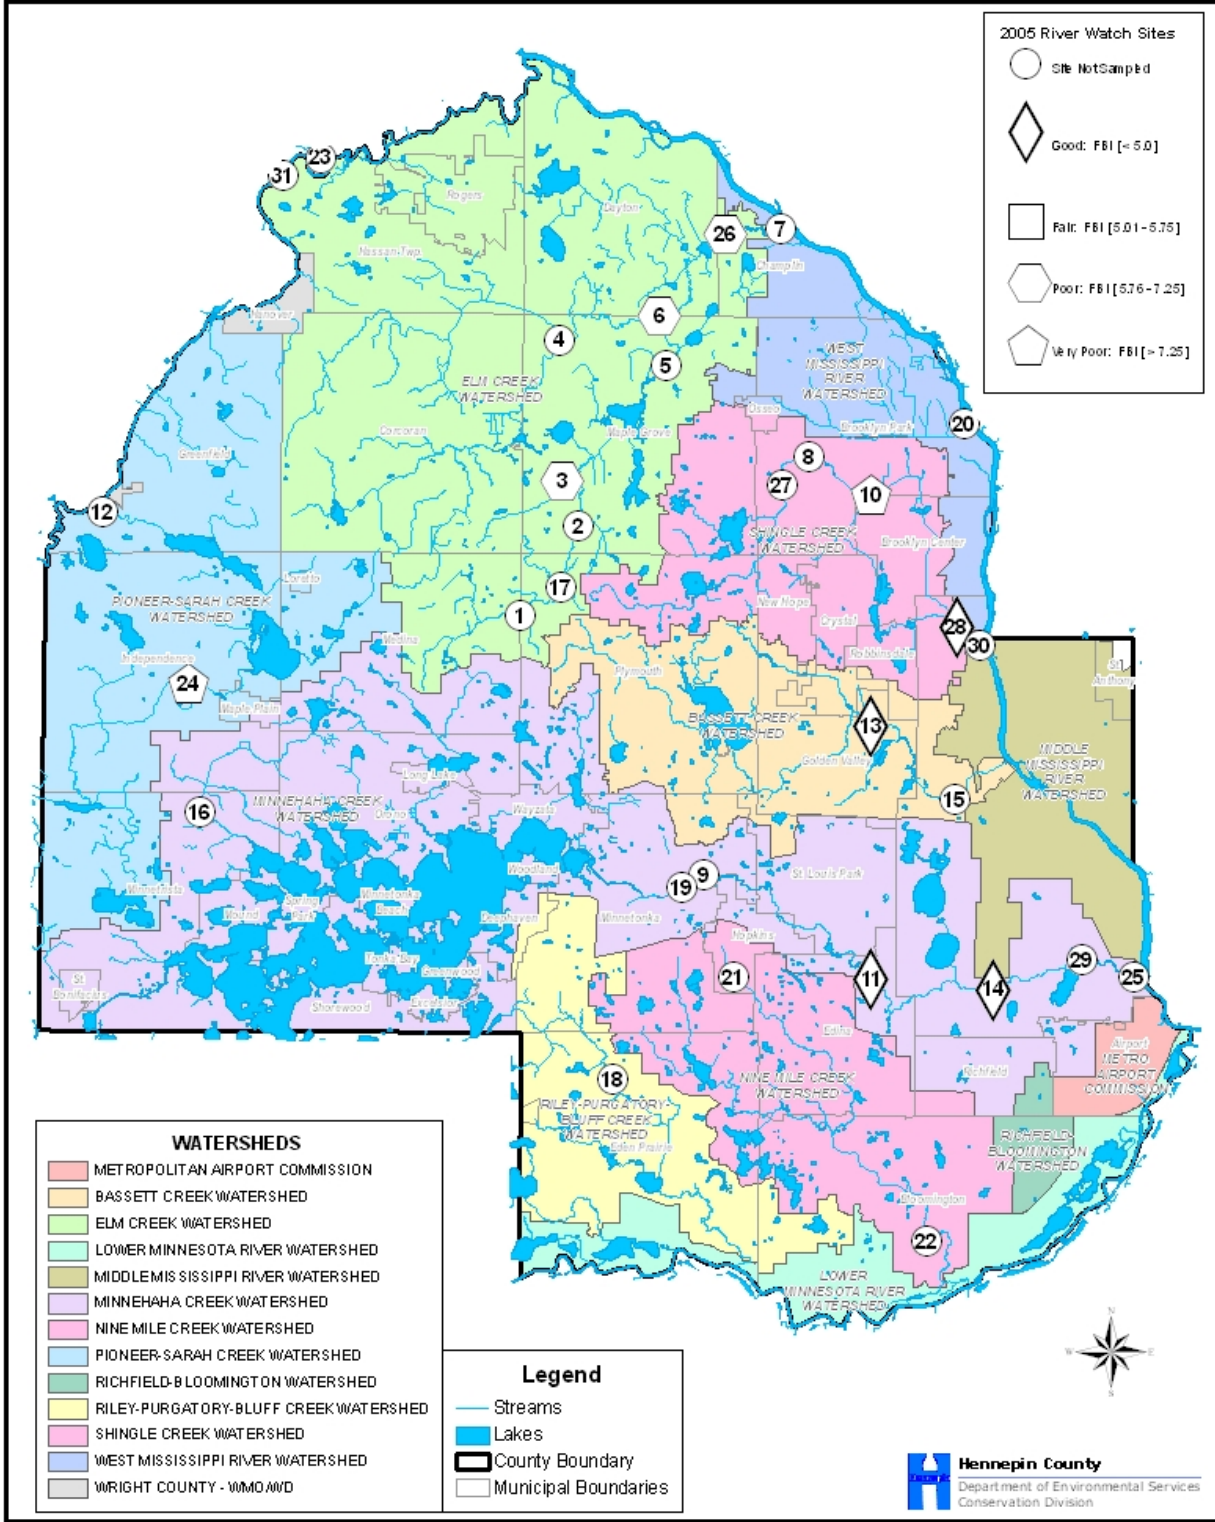 2005 River Watch Sites
Site Not Sampled
Good: FBI [< 5.0]
Fair: FBI [5.01 - 5.75]
Poor: FBI [5.76 - 7.25]
Very Poor: FBI [> 7.25]
23
31
Rogers
Dayton
26
7
Hassan Twp.
Champlin
Hanover
6
4
5
WEST
MISSISSIPPI
RIVER
WATERSHED
ELM CREEK
WATERSHED
Osseo
Corcoran
Maple Grove
Brooklyn Park
20
Greenfield
8
3
27
10
12
2
SHINGLE CREEK
WATERSHED
Brooklyn Center
Loretto
17
PIONEER-SARAH CREEK
WATERSHED
New Hope
1
Crystal
28
Medina
30
Robbinsdale
Independence
Plymouth
St.
Anthony
24
Maple Plain
BASSETT CREEK
WATERSHED
13
Golden Valley
MIDDLE
MISSISSIPPI
RIVER
WATERSHED
Long Lake
16
MINNEHAHA CREEK
WATERSHED
Orono
Wayzata
15
Woodland
9
19
St. Louis Park
Minnetrista
Minnetonka
Beach
Spring
Park
Mound
Deephaven
Minnetonka
Hopkins
Tonka Bay
Greenwood
29
St.
Bonifacius
21
11
14
25
Shorewood
Excelsior
Edina
Airport
METRO
AIRPORT
COMMISSION
Richfield
18
NINE MILE CREEK
WATERSHED
RILEY-PURGATORY-
BLUFF CREEK
WATERSHED
Eden Prairie
RICHFIELD-
BLOOMINGTON
WATERSHED
Bloomington
22
LOWER
MINNESOTA RIVER
WATERSHED
WATERSHEDS
METROPOLITAN AIRPORT COMMISSION
BASSETT CREEK WATERSHED
ELM CREEK WATERSHED
LOWER MINNESOTA RIVER WATERSHED
MIDDLE MISSISSIPPI RIVER WATERSHED
MINNEHAHA CREEK WATERSHED
NINE MILE CREEK WATERSHED
PIONEER-SARAH CREEK WATERSHED
RICHFIELD-BLOOMINGTON WATERSHED
RILEY-PURGATORY-BLUFF CREEK WATERSHED
SHINGLE CREEK WATERSHED
WEST MISSISSIPPI RIVER WATERSHED
WRIGHT COUNTY - WMO/WD
Legend
Streams
Lakes
County Boundary
Municipal Boundaries
N
W
E
S
Hennepin
Hennepin County
Department of Environmental Services
Conservation Division